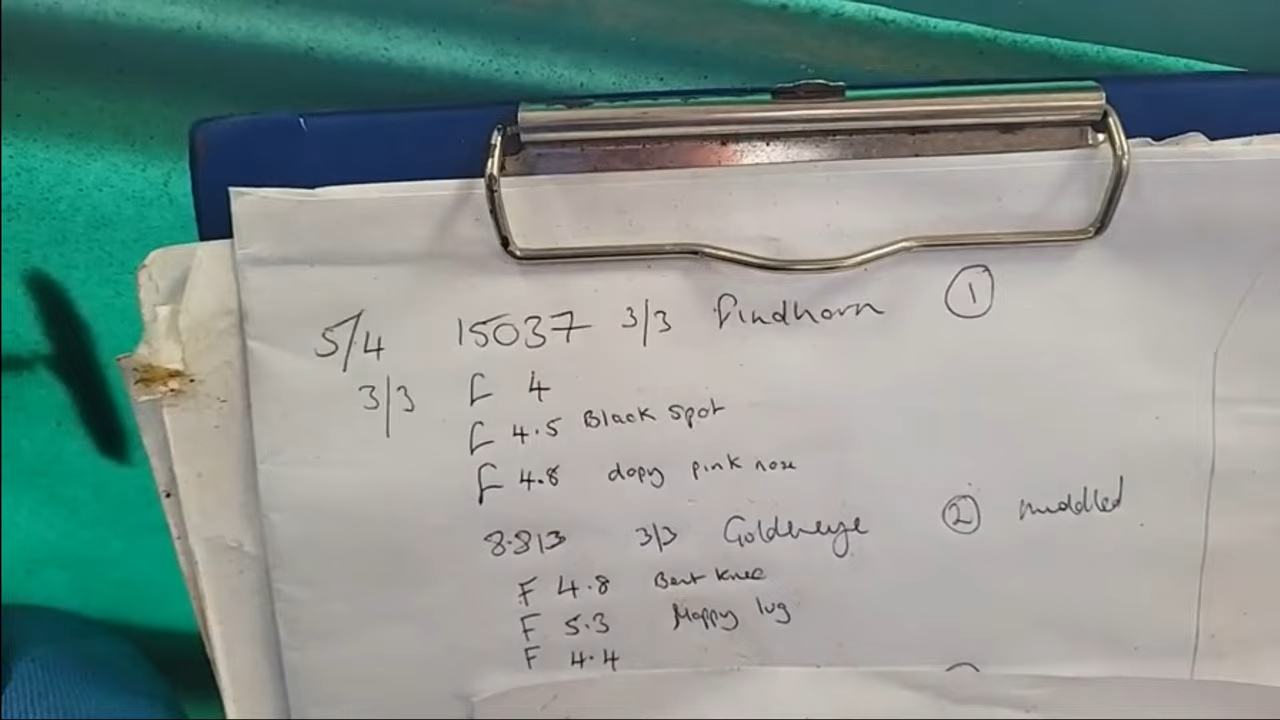 5/4 15037 3/3 Findhorn ①
3/3 F 4
F 4.5 Black spot
F 4.8 dopy pink nose
8.813 3/3 Goldeneye ② muddled
F 4.8 Bent knee
F 5.3 Moppy lug
F 4.4